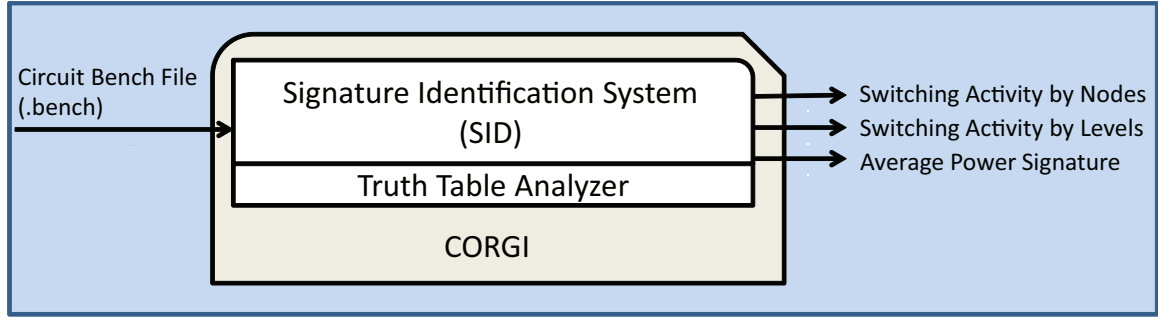 Circuit Bench File
(.bench)
Signature Identification System
(SID)
Truth Table Analyzer
CORGI
Switching Activity by Nodes
Switching Activity by Levels
Average Power Signature